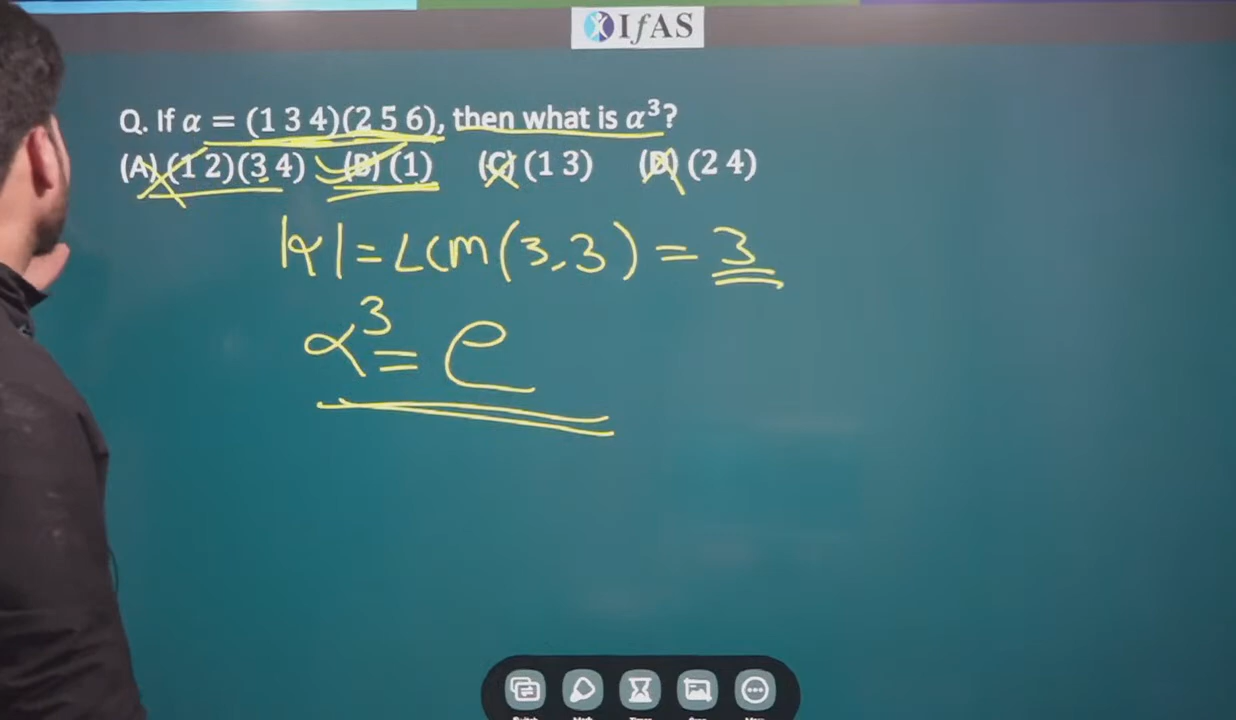 IfAS
Q. If α = (1 3 4)(2 5 6), then what is α³?
(A) (1 2)(3 4) (B) (1) (C) (1 3) (D) (2 4)
|α| = LCM(3,3) = 3
α³ = e